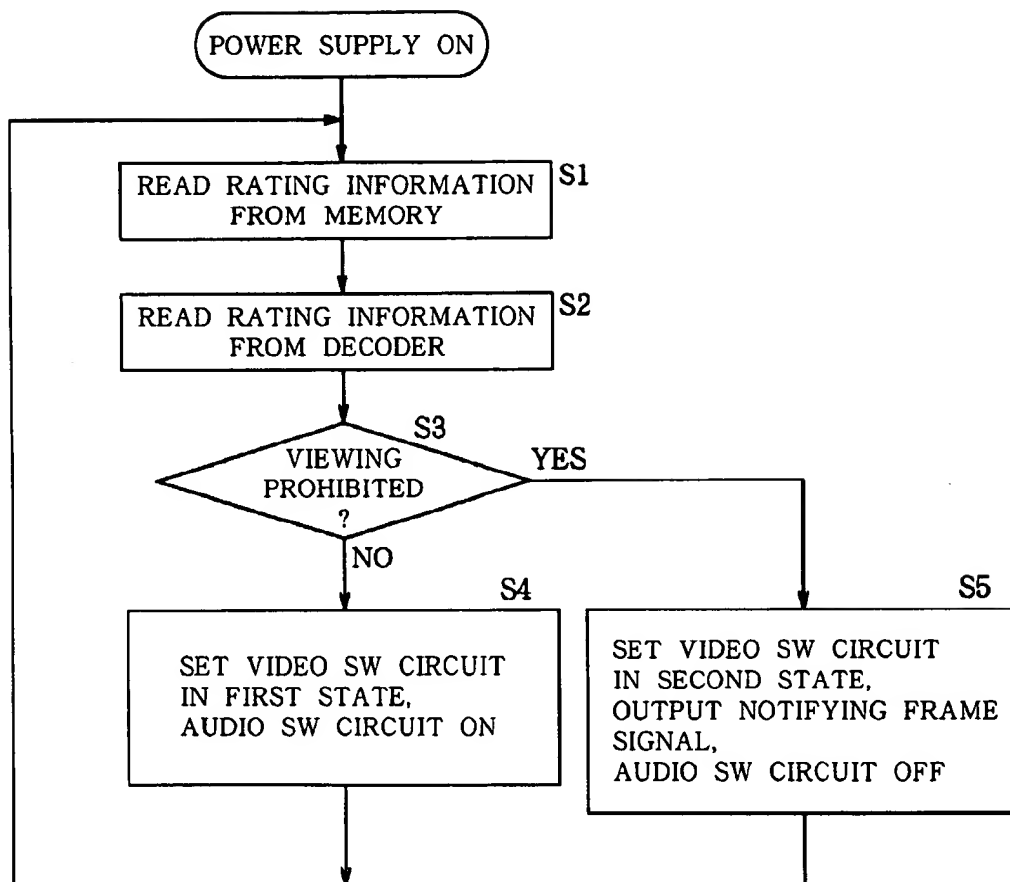 POWER SUPPLY ON
S1
READ RATING INFORMATION
FROM MEMORY
S2
READ RATING INFORMATION
FROM DECODER
S3
VIEWING
PROHIBITED
?
YES
NO
S4
SET VIDEO SW CIRCUIT
IN FIRST STATE,
AUDIO SW CIRCUIT ON
S5
SET VIDEO SW CIRCUIT
IN SECOND STATE,
OUTPUT NOTIFYING FRAME
SIGNAL,
AUDIO SW CIRCUIT OFF